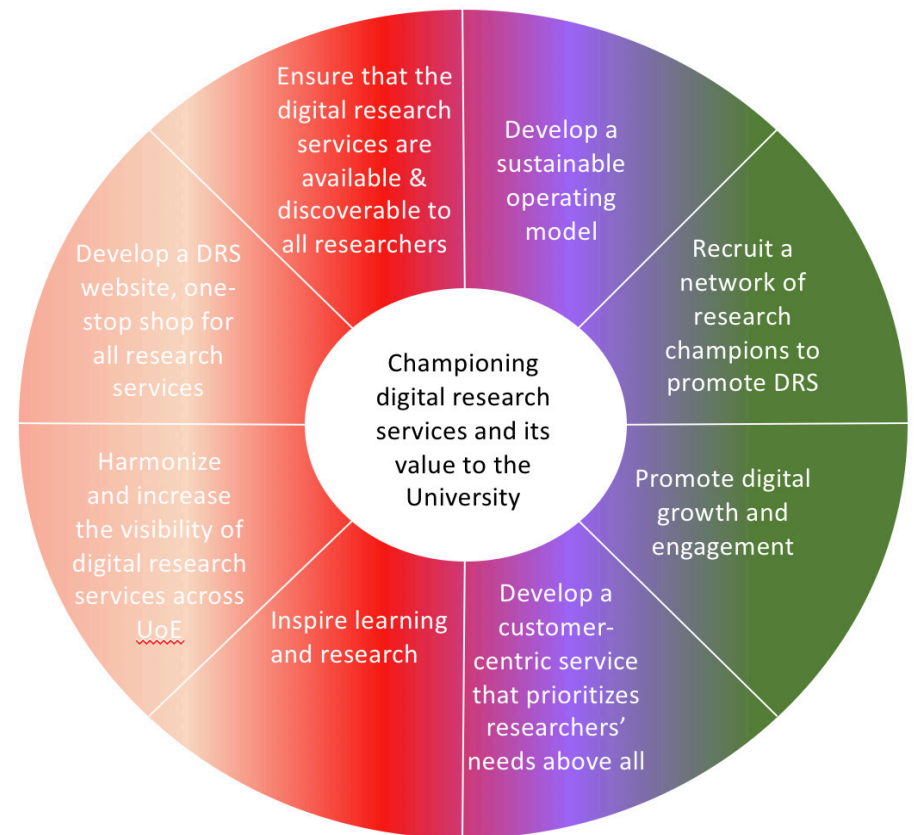 Ensure that the
digital research
services are
available &
discoverable to
all researchers
Develop a
sustainable
operating
model
Recruit a
network of
research
champions to
promote DRS
Promote digital
growth and
engagement
Develop a
customer-
centric service
that prioritizes
researchers’
needs above all
Inspire learning
and research
Harmonize
and increase
the visibility of
digital research
services across
UoE
Develop a DRS
website, one-
stop shop for
all research
services
Championing
digital research
services and its
value to the
University